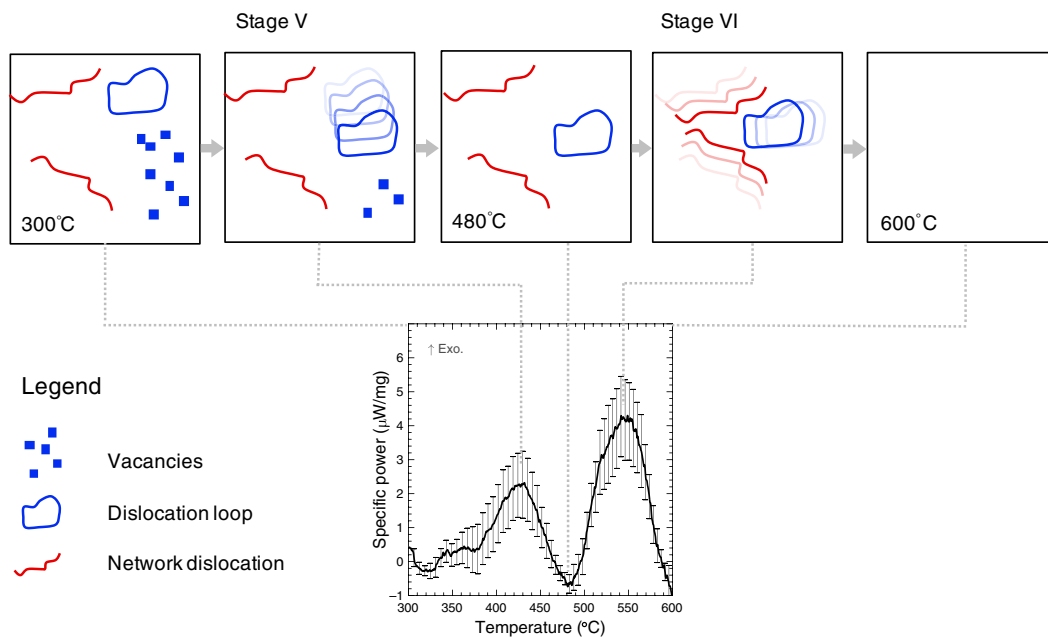 Stage V
Stage VI
300°C
480°C
600°C
Legend
Vacancies
Dislocation loop
Network dislocation
↑ Exo.
Specific power (μW/mg)
6
5
4
3
2
1
0
−1
300
350
400
450
500
550
600
Temperature (°C)